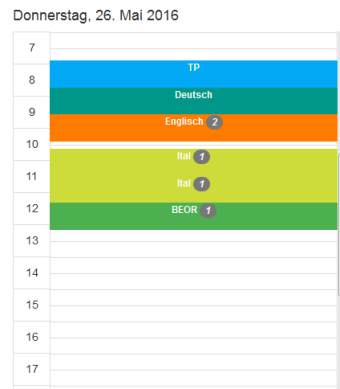 Donnerstag, 26. Mai 2016
7
TP
8
Deutsch
9
Englisch 2
10
Ital 1
11
Ital 1
12
BEOR 1
13
14
15
16
17